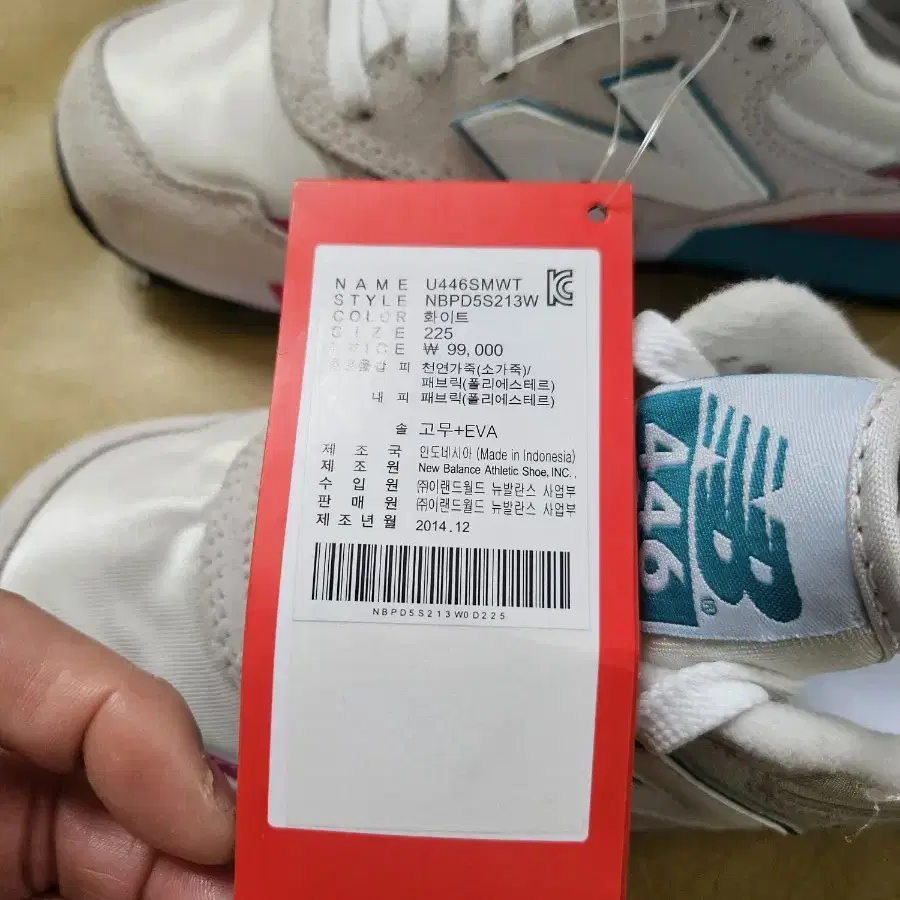 NAME U446SMWT
STYLE NBPD5S213W
COLOR 화이트
SIZE 225
PRICE ₩ 99,000
피 천연가죽(소가죽)/
패브릭(폴리에스테르)
내 피 패브릭(폴리에스테르)
솔 고무+EVA
제 조 국 인도네시아 (Made in Indonesia)
제 조 원 New Balance Athletic Shoe, INC.,
수 입 원 ㈜이랜드월드 뉴발란스 사업부
판 매 원 ㈜이랜드월드 뉴발란스 사업부
제조년월 2014.12
NBPD5S213W0D225
N
446
NB
®